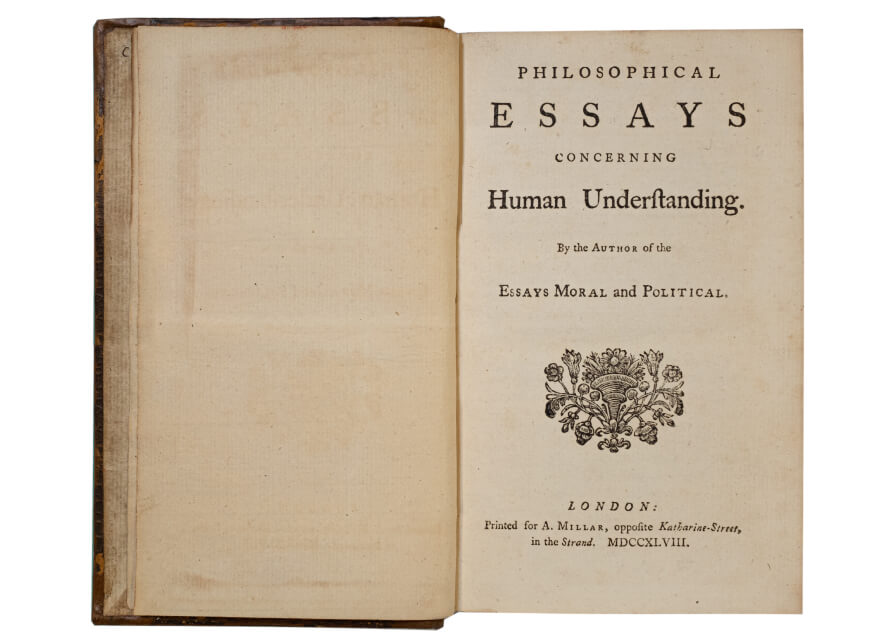 C
PHILOSOPHICAL
ESSAYS
CONCERNING
Human Underſtanding.
By the AUTHOR of the
ESSAYS MORAL and POLITICAL.
LONDON:
Printed for A. MILLAR, oppoſite Katharine-Street,
in the Strand. MDCCXLVIII.